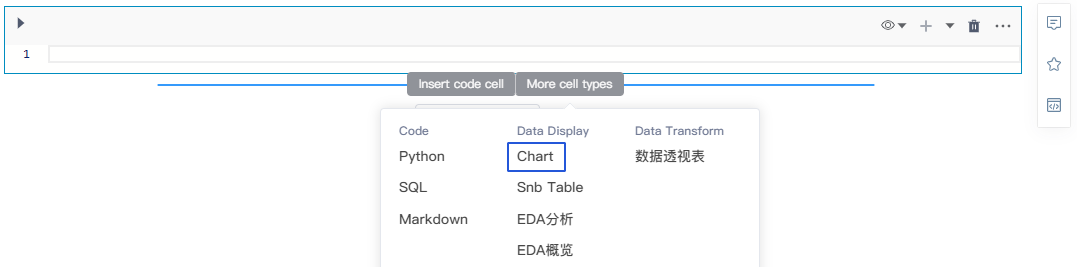 1
Insert code cell More cell types
Code Data Display Data Transform
Python Chart 数据透视表
SQL Snb Table
Markdown EDA分析
EDA概览